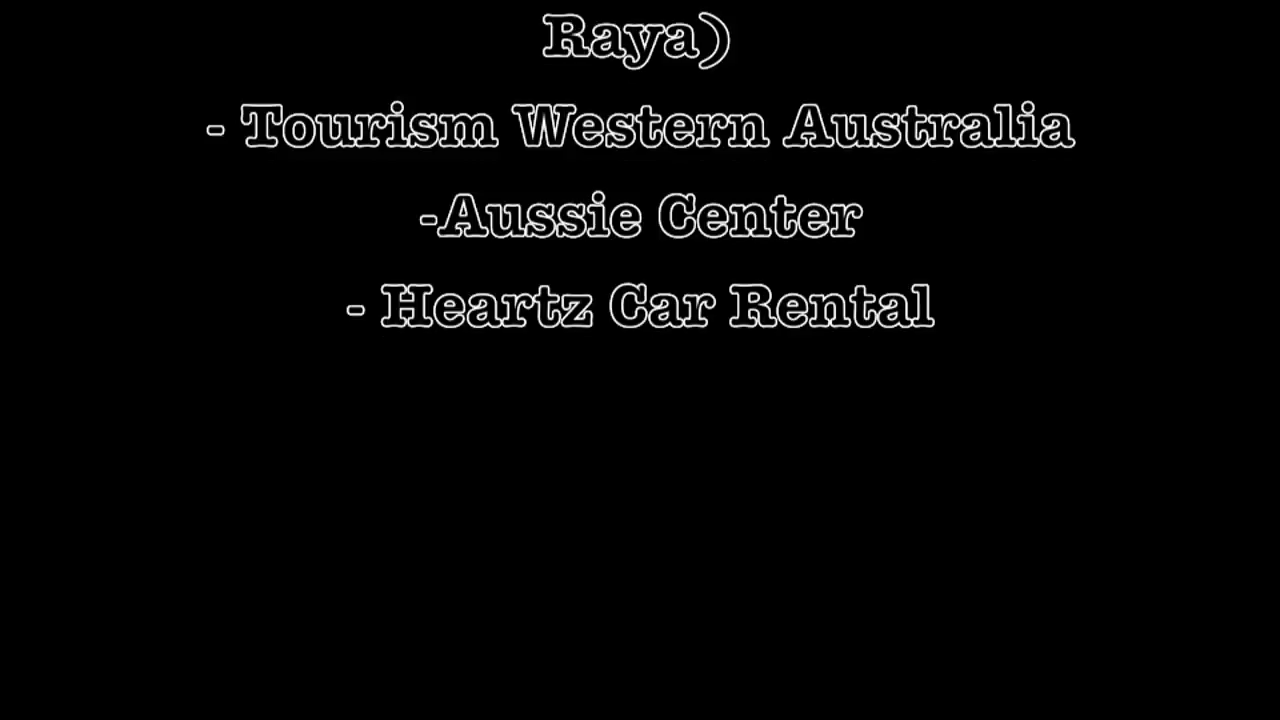 Raya)
- Tourism Western Australia
-Aussie Center
- Heartz Car Rental